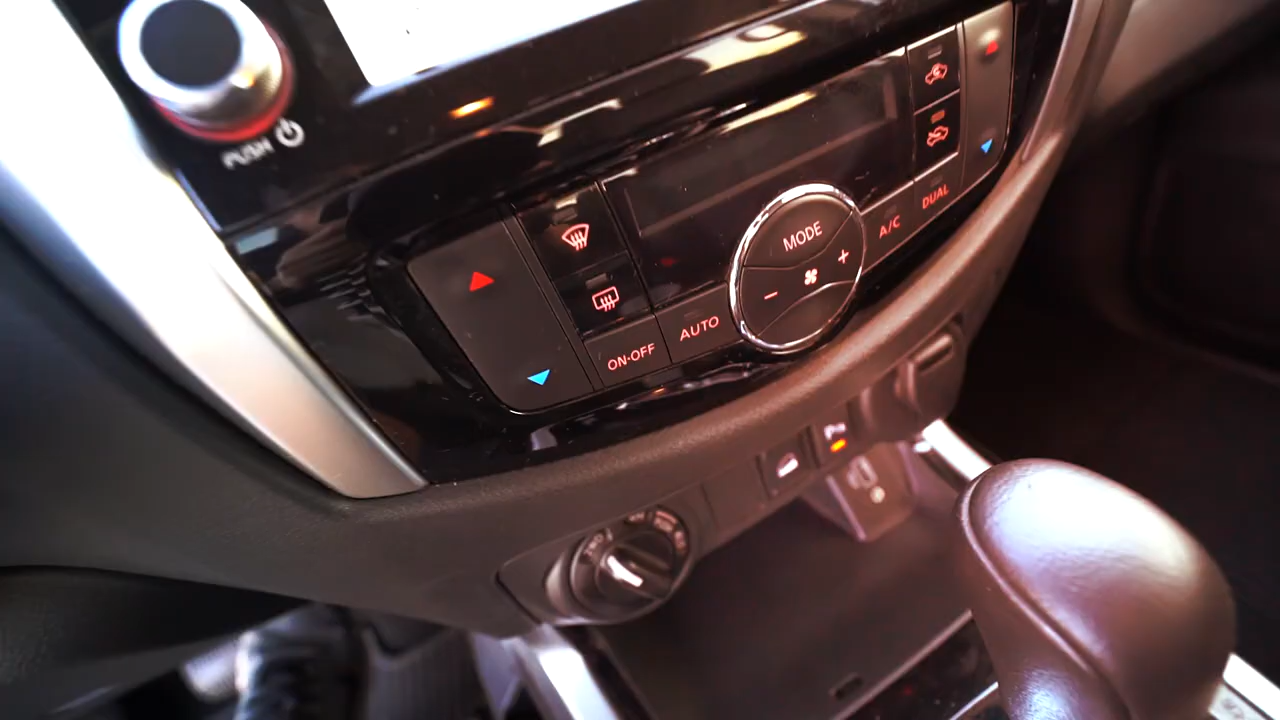 PUSH
MODE
+
-
A/C
DUAL
AUTO
ON·OFF